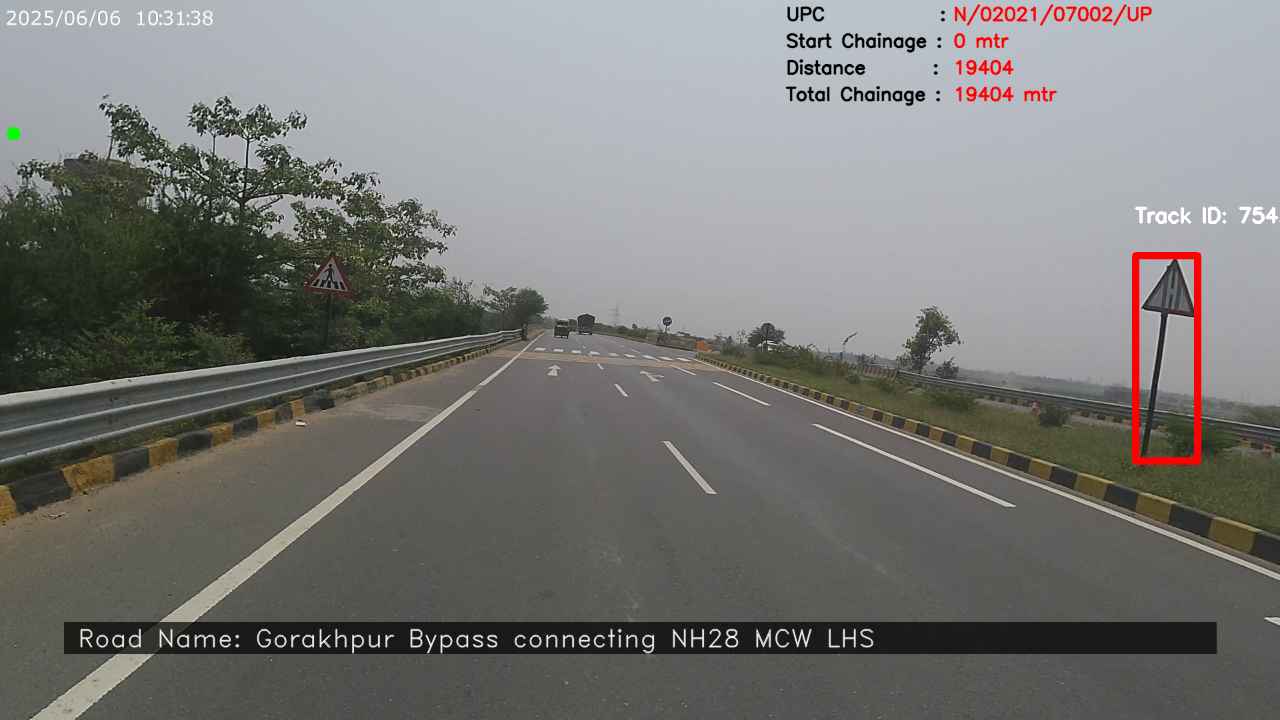 2025/06/06 10:31:38
UPC : N/02021/07002/UP
Start Chainage : 0 mtr
Distance : 19404
Total Chainage : 19404 mtr
Track ID: 754
Road Name: Gorakhpur Bypass connecting NH28 MCW LHS